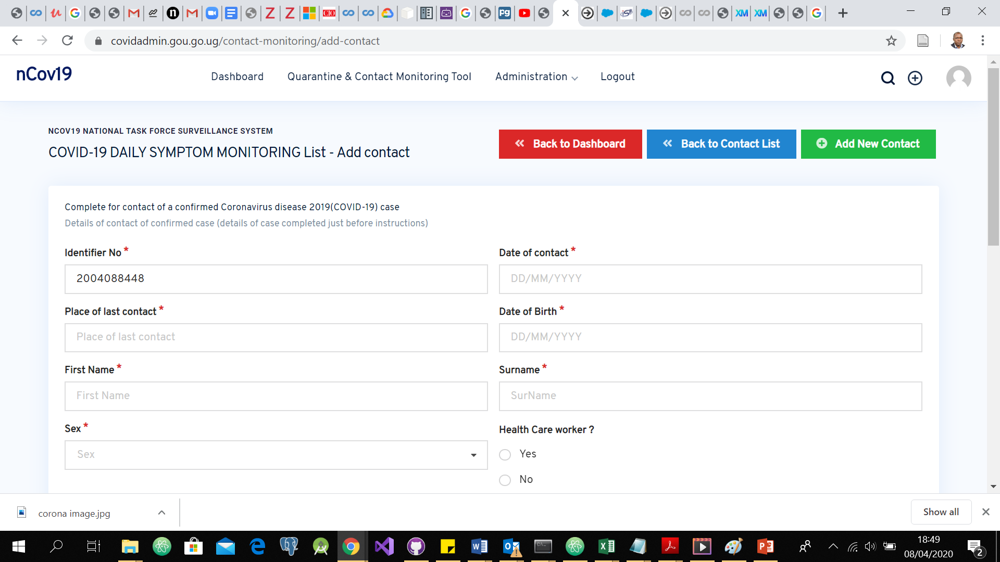 covidadmin.gou.go.ug/contact-monitoring/add-contact
nCov19
Dashboard
Quarantine & Contact Monitoring Tool
Administration
Logout
NCOV19 NATIONAL TASK FORCE SURVEILLANCE SYSTEM
COVID-19 DAILY SYMPTOM MONITORING List - Add contact
Back to Dashboard
Back to Contact List
Add New Contact
Complete for contact of a confirmed Coronavirus disease 2019(COVID-19) case
Details of contact of confirmed case (details of case completed just before instructions)
Identifier No *
2004088448
Date of contact *
DD/MM/YYYY
Place of last contact *
Place of last contact
Date of Birth *
DD/MM/YYYY
First Name *
First Name
Surname *
SurName
Sex *
Sex
Health Care worker ?
Yes
No
corona image.jpg
Show all
18:49
08/04/2020
2